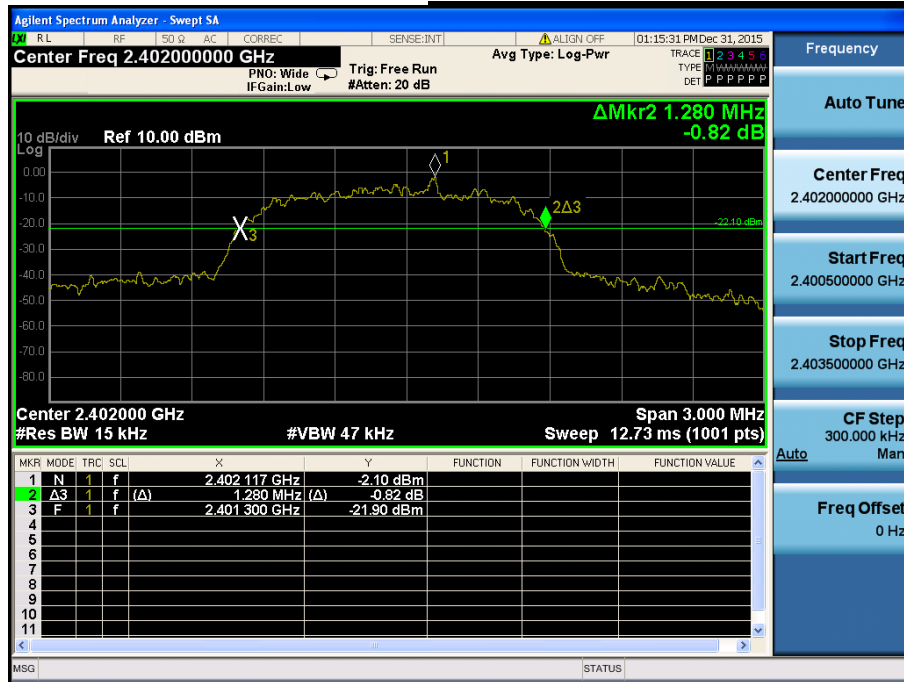 Agilent Spectrum Analyzer - Swept SA
LXI RL RF 50 Ω AC CORREC SENSE:INT ALIGN OFF 01:15:31 PM Dec 31, 2015
Center Freq 2.402000000 GHz
Avg Type: Log-Pwr
TRACE 1 2 3 4 5 6
PNO: Wide Trig: Free Run
TYPE MWWWWW
IFGain:Low #Atten: 20 dB
DET P P P P P P
ΔMkr2 1.280 MHz
-0.82 dB
10 dB/div Ref 10.00 dBm
Log
0.00
-10.0
-20.0
-30.0
-40.0
-50.0
-60.0
-70.0
-80.0
1
2Δ3
3
-22.10 dBm
Center 2.402000 GHz Span 3.000 MHz
#Res BW 15 kHz #VBW 47 kHz Sweep 12.73 ms (1001 pts)
MKR MODE TRC SCL X Y FUNCTION FUNCTION WIDTH FUNCTION VALUE
1 N 1 f 2.402 117 GHz -2.10 dBm
2 Δ3 1 f (Δ) 1.280 MHz (Δ) -0.82 dB
3 F 1 f 2.401 300 GHz -21.90 dBm
4
5
6
7
8
9
10
11
MSG STATUS
Frequency
Auto Tune
Center Freq
2.402000000 GHz
Start Freq
2.400500000 GHz
Stop Freq
2.403500000 GHz
CF Step
300.000 kHz
Auto Man
Freq Offset
0 Hz